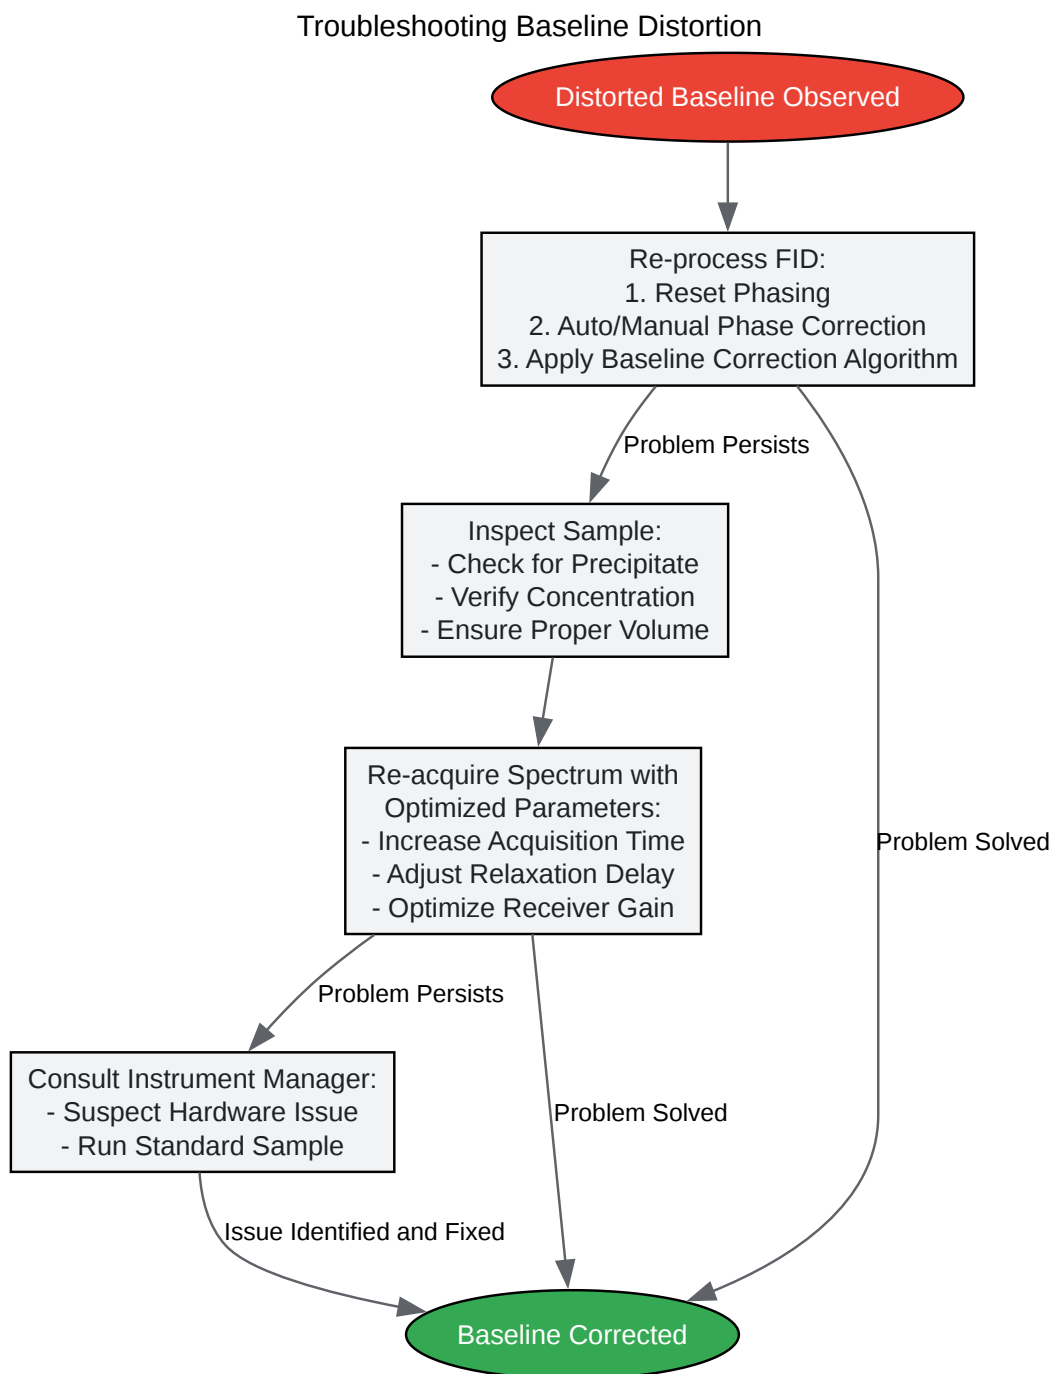 Troubleshooting Baseline Distortion
Distorted Baseline Observed
Re-process FID:
1. Reset Phasing
2. Auto/Manual Phase Correction
3. Apply Baseline Correction Algorithm
Problem Persists
Inspect Sample:
- Check for Precipitate
- Verify Concentration
- Ensure Proper Volume
Re-acquire Spectrum with
Optimized Parameters:
- Increase Acquisition Time
- Adjust Relaxation Delay
- Optimize Receiver Gain
Problem Solved
Problem Persists
Consult Instrument Manager:
- Suspect Hardware Issue
- Run Standard Sample
Problem Solved
Issue Identified and Fixed
Baseline Corrected